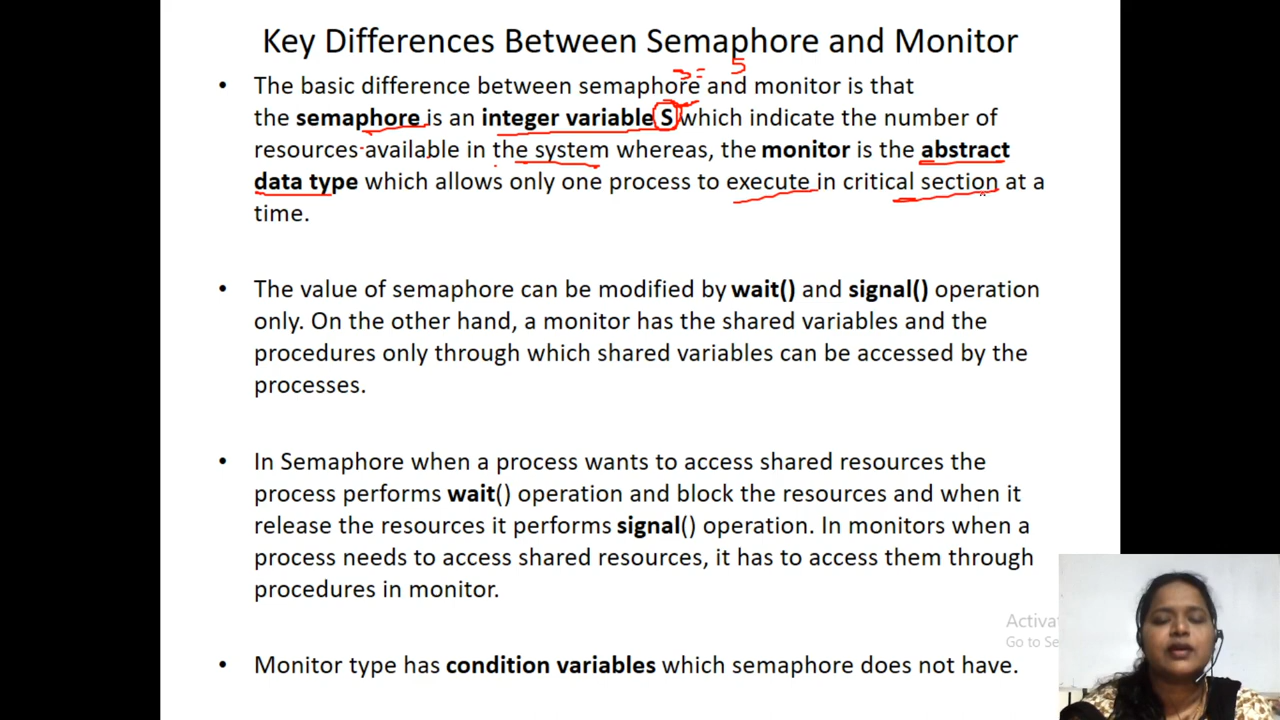 Key Differences Between Semaphore and Monitor
• The basic difference between semaphore and monitor is that
the semaphore is an integer variable S which indicate the number of
resources available in the system whereas, the monitor is the abstract
data type which allows only one process to execute in critical section at a
time.
• The value of semaphore can be modified by wait() and signal() operation
only. On the other hand, a monitor has the shared variables and the
procedures only through which shared variables can be accessed by the
processes.
• In Semaphore when a process wants to access shared resources the
process performs wait() operation and block the resources and when it
release the resources it performs signal() operation. In monitors when a
process needs to access shared resources, it has to access them through
procedures in monitor.
Activa
Go to Se
• Monitor type has condition variables which semaphore does not have.